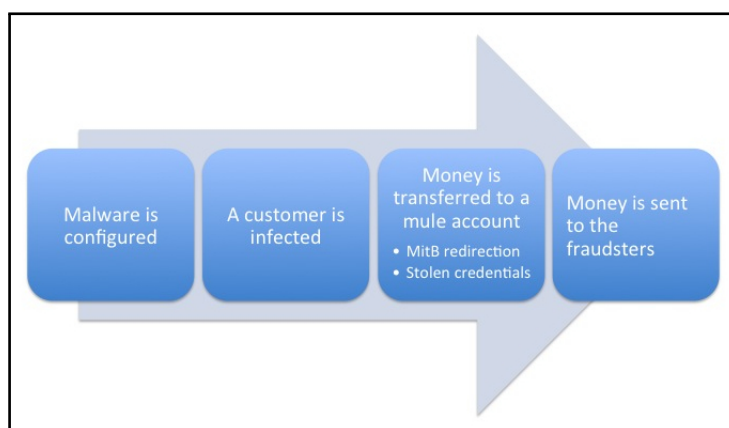 Malware is
configured
A customer is
infected
Money is
transferred to a
mule account
• MitB redirection
• Stolen credentials
Money is sent
to the
fraudsters